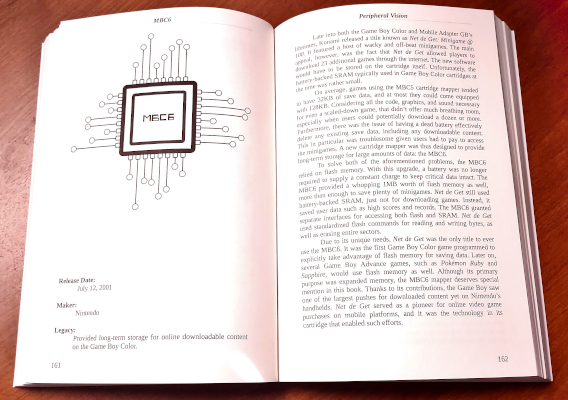 MBC6
MBC6
Release Date:
July 12, 2001
Maker:
Nintendo
Legacy:
Provided long-term storage for online downloadable content
on the Game Boy Color.
161
Peripheral Vision
Late into both the Game Boy Color and Mobile Adapter GB's
lifetimes, Konami released a title known as Net de Get: Minigame @
100. It featured a host of wacky and off-beat minigames. The main
appeal, however, was the fact that Net de Get allowed players to
download 23 additional games through the internet. The new software
would have to be stored on the cartridge itself. Unfortunately, the
battery-backed SRAM typically used in Game Boy Color cartridges at
the time was rather small.
On average, games using the MBC5 cartridge mapper tended
to have 32KB of save data, and at most they could come equipped
with 128KB. Considering all the code, graphics, and sound necessary
for even a scaled-down game, that didn't offer much breathing room,
especially when users could potentially download a dozen or more.
Furthermore, there was the issue of having a dead battery effectively
delete any existing save data, including any downloadable content.
This in particular was troublesome given users had to pay to access
the minigames. A new cartridge mapper was thus designed to provide
long-term storage for large amounts of data: the MBC6.
To solve both of the aforementioned problems, the MBC6
relied on flash memory. With this upgrade, a battery was no longer
required to supply a constant charge to keep critical data intact. The
MBC6 provided a whopping 1MB worth of flash memory as well,
more than enough to save plenty of minigames. Net de Get still used
battery-backed SRAM, just not for downloading games. Instead, it
saved user data such as high scores and records. The MBC6 granted
separate interfaces for accessing both flash and SRAM. Net de Get
used standardized flash commands for reading and writing bytes, as
well as erasing entire sectors.
Due to its unique needs, Net de Get was the only title to ever
use the MBC6. It was the first Game Boy Color game programmed to
explicitly take advantage of flash memory for saving data. Later on,
several Game Boy Advance games, such as Pokémon Ruby and
Sapphire, would use flash memory as well. Although its primary
purpose was expanded memory, the MBC6 mapper deserves special
mention in this book. Thanks to its contributions, the Game Boy saw
one of the largest pushes for downloaded content yet on Nintendo's
handhelds. Net de Get served as a pioneer for online video game
purchases on mobile platforms, and it was the technology in its
cartridge that enabled such efforts.
162